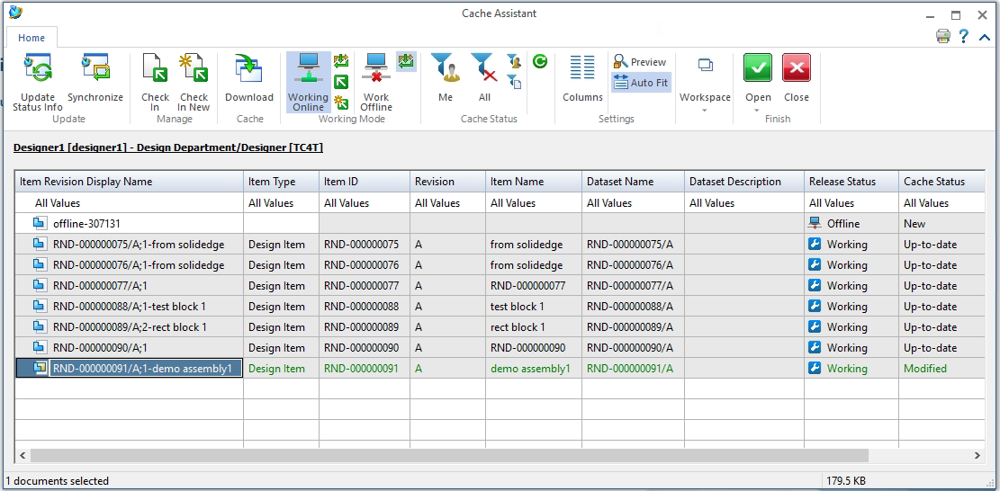 Cache Assistant
Home
Update Status Info
Synchronize
Update
Check In
Check In New
Manage
Download
Cache
Working Online
Work Offline
Working Mode
Me
All
Cache Status
Columns
Preview
Auto Fit
Settings
Workspace
Open
Close
Finish
Designer1 [designer1] - Design Department/Designer [TC4T]
Item Revision Display Name Item Type Item ID Revision Item Name Dataset Name Dataset Description Release Status Cache Status
All Values All Values All Values All Values All Values All Values All Values All Values All Values
offline-307131 Offline New
RND-000000075/A;1-from solidedge Design Item RND-000000075 A from solidedge RND-000000075/A Working Up-to-date
RND-000000076/A;1-from solidedge Design Item RND-000000076 A from solidedge RND-000000076/A Working Up-to-date
RND-000000077/A;1 Design Item RND-000000077 A RND-000000077 RND-000000077/A Working Up-to-date
RND-000000088/A;1-test block 1 Design Item RND-000000088 A test block 1 RND-000000088/A Working Up-to-date
RND-000000089/A;2-rect block 1 Design Item RND-000000089 A rect block 1 RND-000000089/A Working Up-to-date
RND-000000090/A;1 Design Item RND-000000090 A RND-000000090 RND-000000090/A Working Up-to-date
RND-000000091/A;1-demo assembly1 Design Item RND-000000091 A demo assembly1 RND-000000091/A Working Modified
1 documents selected 179.5 KB